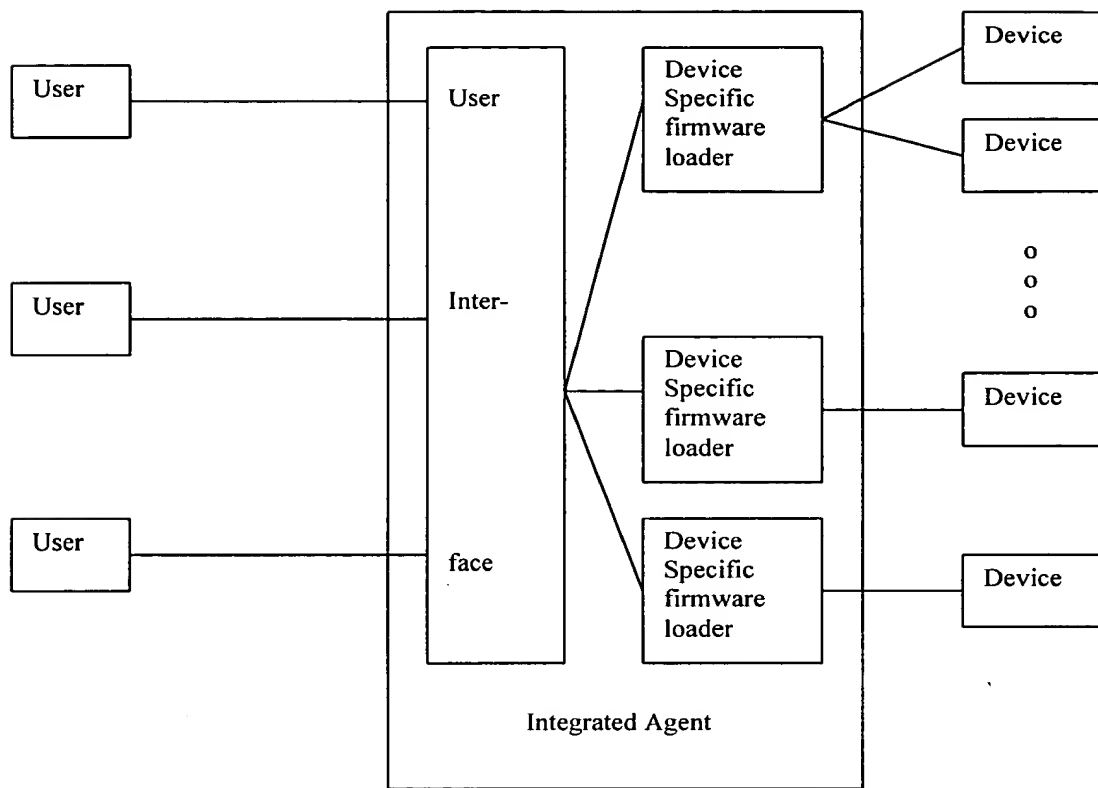 User
User
User
User
Inter-
face
Device
Specific
firmware
loader
Device
Specific
firmware
loader
Device
Specific
firmware
loader
Integrated Agent
Device
Device
o
o
o
Device
Device